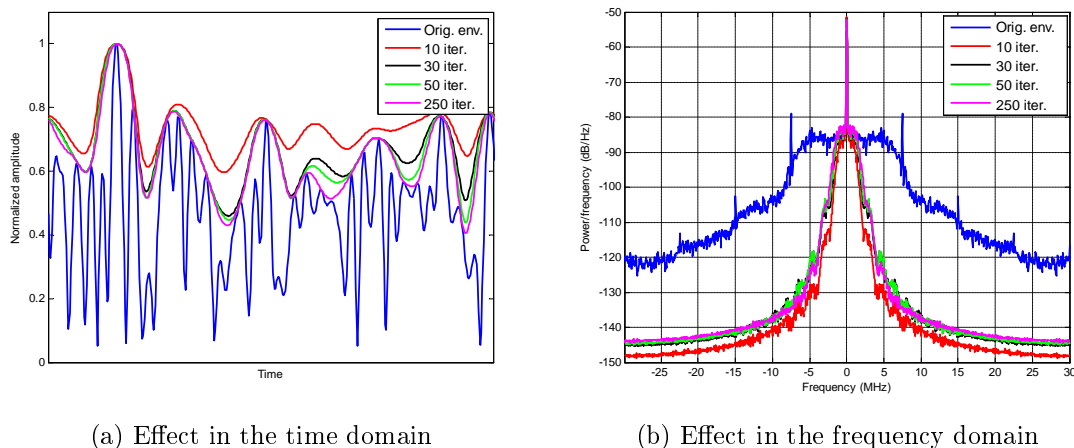 1
0.8
0.6
0.4
0.2
0
Normalized amplitude
Time
Orig. env.
10 iter.
30 iter.
50 iter.
250 iter.
(a) Effect in the time domain
-50
-60
-70
-80
-90
-100
-110
-120
-130
-140
-150
Power/frequency (dB/Hz)
-25 -20 -15 -10 -5 0 5 10 15 20 25 30
Frequency (MHz)
Orig. env.
10 iter.
30 iter.
50 iter.
250 iter.
(b) Effect in the frequency domain